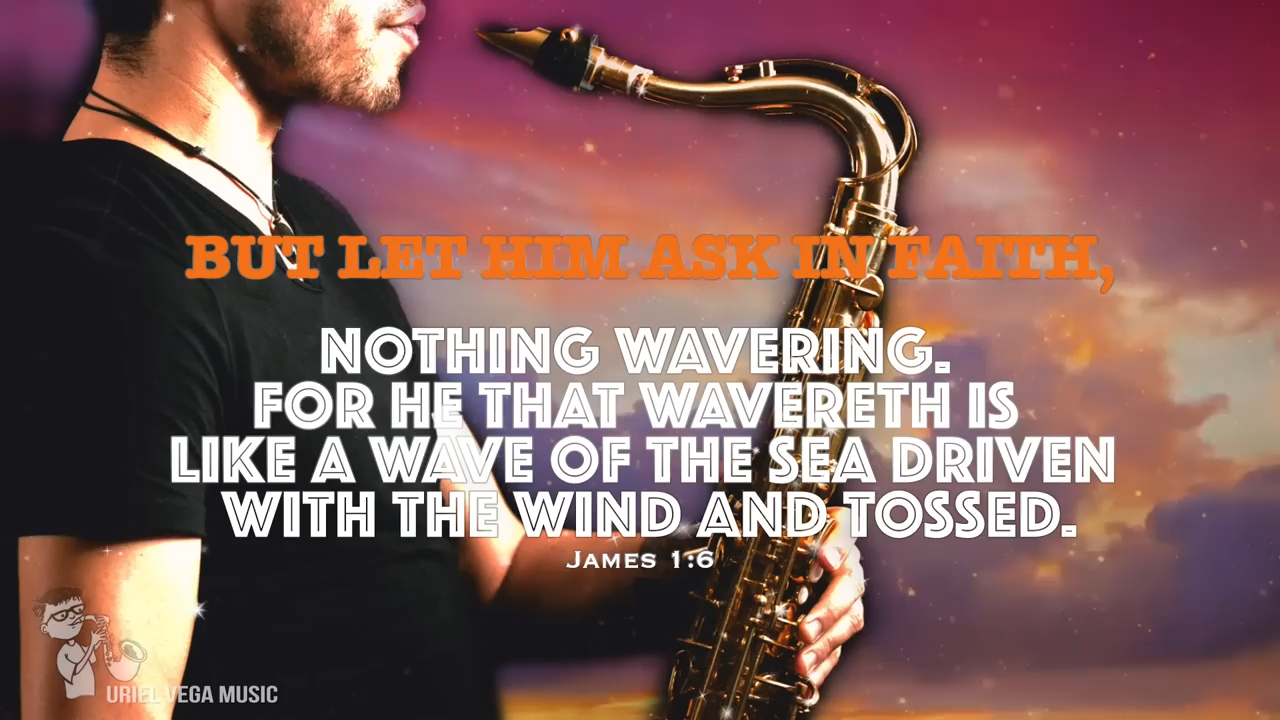 BUT LET HIM ASK IN FAITH,
NOTHING WAVERING.
FOR HE THAT WAVERETH IS
LIKE A WAVE OF THE SEA DRIVEN
WITH THE WIND AND TOSSED.
James 1:6
URIEL VEGA MUSIC